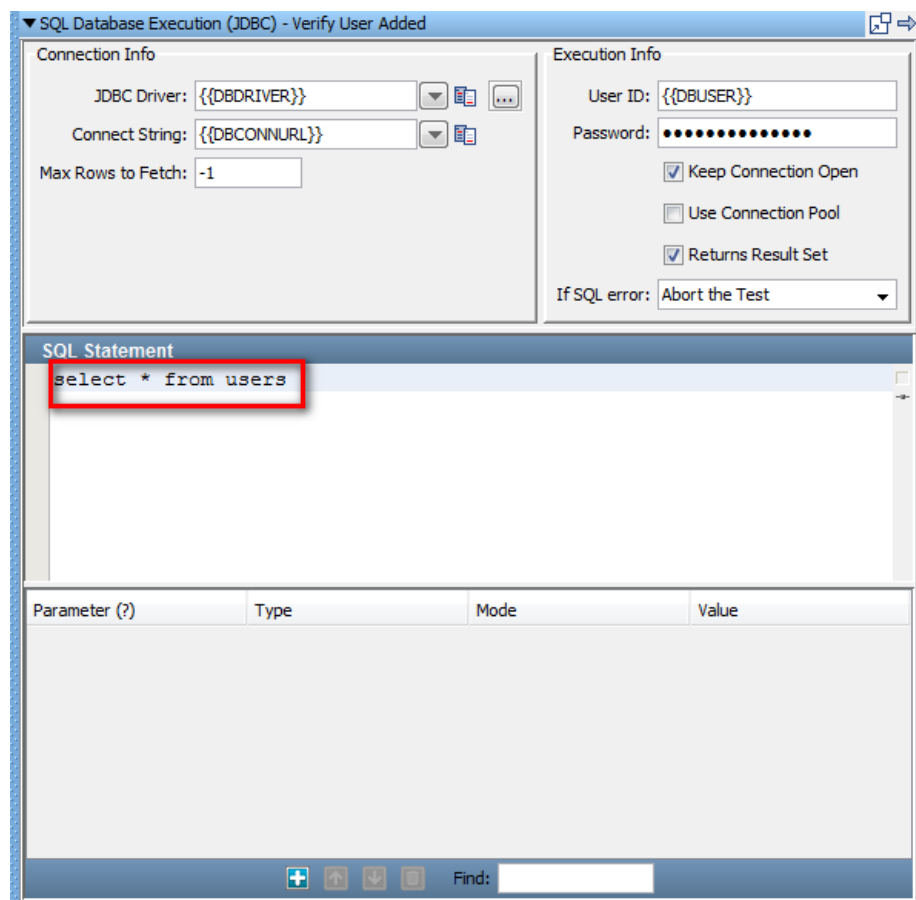 SQL Database Execution (JDBC) - Verify User Added
Connection Info
JDBC Driver: {{DBDRIVER}}
...
Connect String: {{DBCONNURL}}
Max Rows to Fetch: -1
Execution Info
User ID: {{DBUSER}}
Password: ●●●●●●●●●●●●●●
Keep Connection Open
Use Connection Pool
Returns Result Set
If SQL error: Abort the Test
SQL Statement
select * from users
Parameter (?) Type Mode Value
Find: